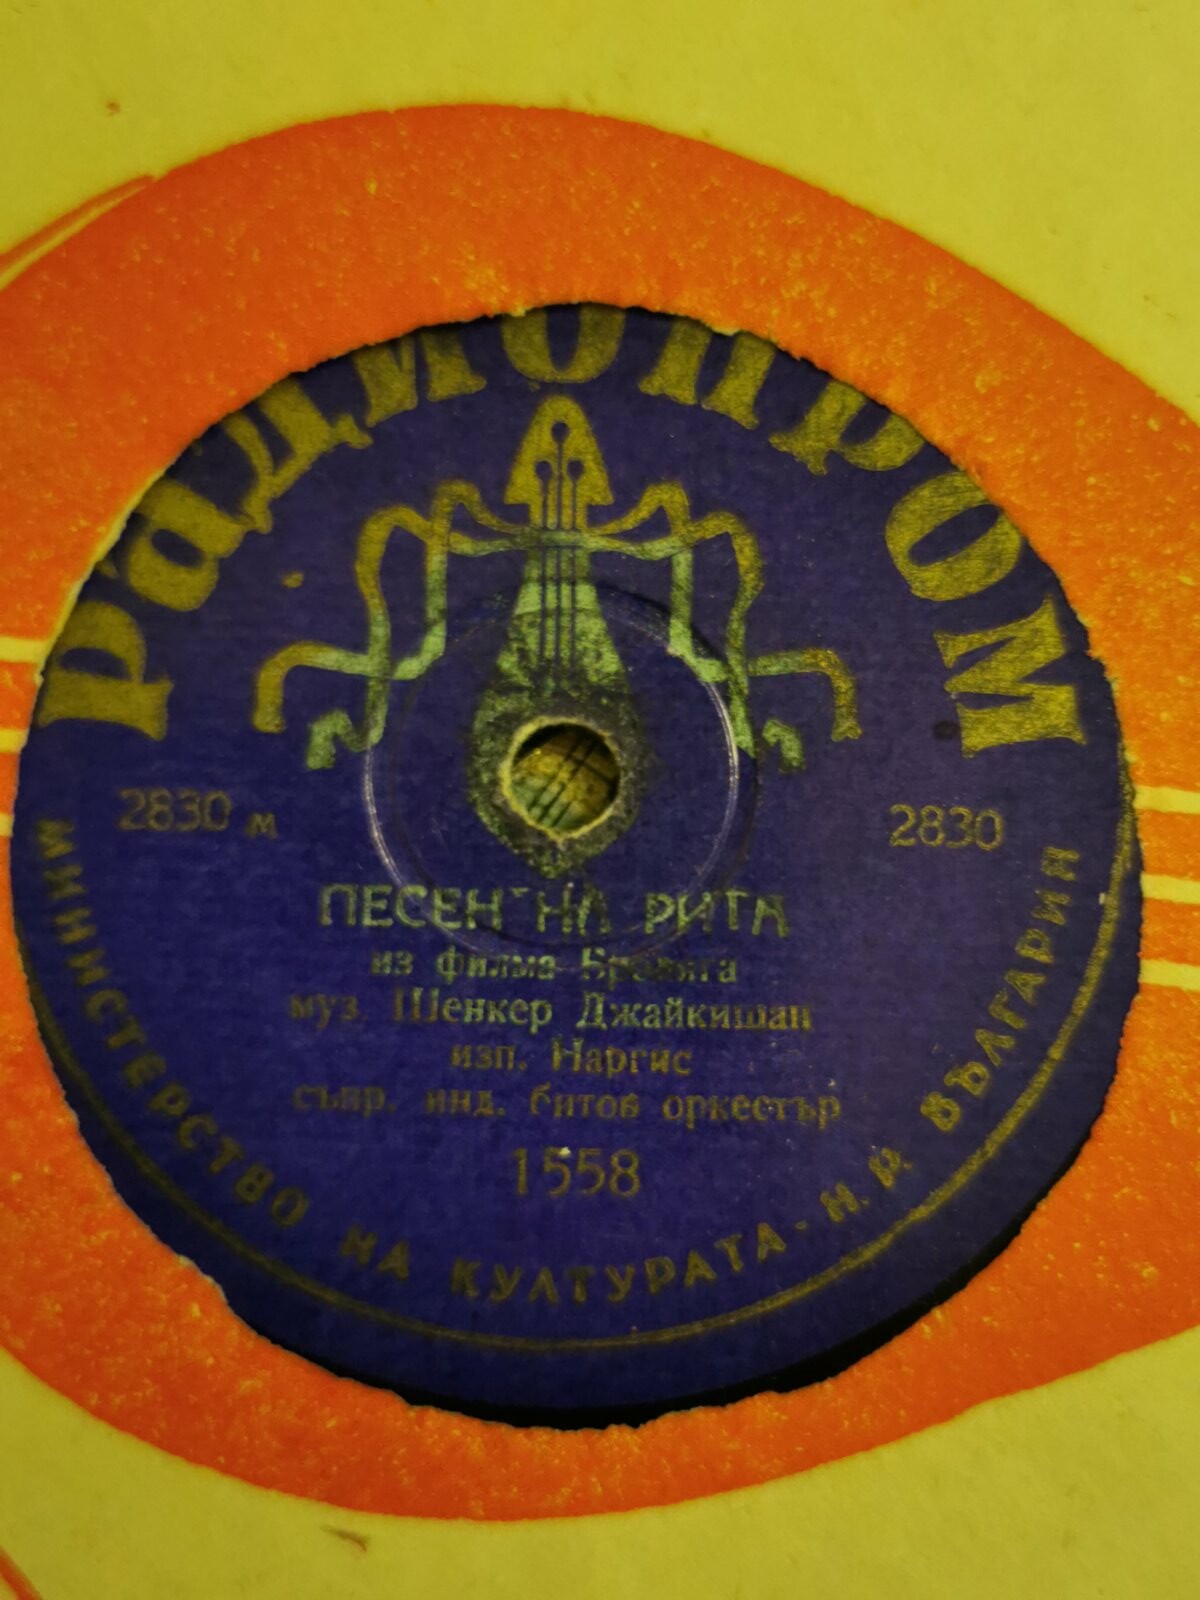 радиопром
2830 м
2830
ПЕСЕН НА РИТА
из филма Бродяга
муз. Шенкер Джайкишан
изп. Наргис
съпр. инд. битов оркестър
1558
МИНИСТЕРСТВО НА КУЛТУРАТА - Н. Р. БЪЛГАРИЯ